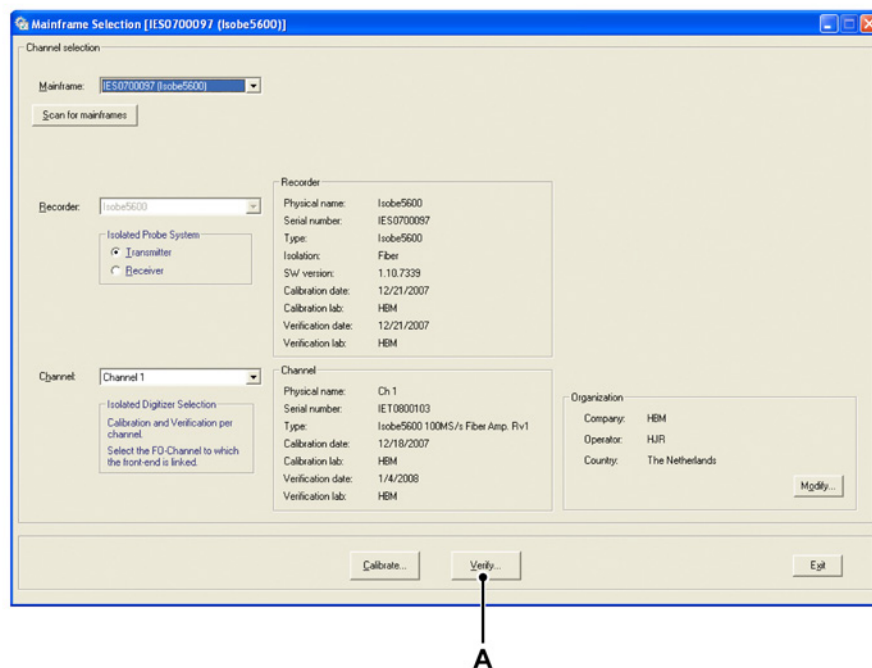 Mainframe Selection [IES0700097 (Isobe5600)]
Channel selection
Mainframe: IES0700097 (Isobe5600)
Scan for mainframes
Recorder: Isobe5600
Isolated Probe System
Transmitter
Receiver
Recorder
Physical name: Isobe5600
Serial number: IES0700097
Type: Isobe5600
Isolation: Fiber
SW version: 1.10.7339
Calibration date: 12/21/2007
Calibration lab: HBM
Verification date: 12/21/2007
Verification lab: HBM
Channel: Channel 1
Isolated Digitizer Selection
Calibration and Verification per
channel.
Select the FO-Channel to which
the front-end is linked.
Channel
Physical name: Ch 1
Serial number: IET0800103
Type: Isobe5600 100MS/s Fiber Amp. Rv1
Calibration date: 12/18/2007
Calibration lab: HBM
Verification date: 1/4/2008
Verification lab: HBM
Organization
Company: HBM
Operator: HJR
Country: The Netherlands
Modify...
Calibrate... Verify... Exit
A